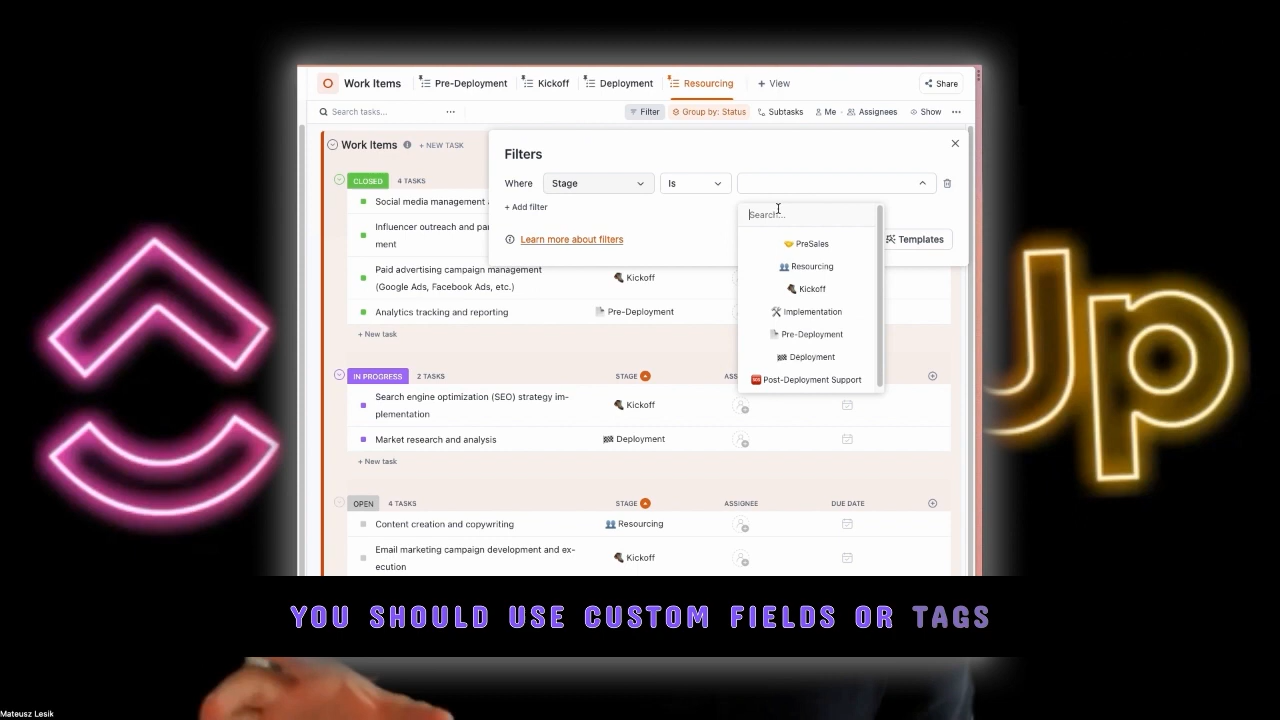 Work Items
Pre-Deployment
Kickoff
Deployment
Resourcing
+ View
Share
Search tasks...
Filter
Group by: Status
Subtasks
Me
Assignees
Show
Work Items
+ NEW TASK
Filters
Where
Stage
Is
+ Add filter
Learn more about filters
Templates
Search...
PreSales
Resourcing
Kickoff
Implementation
Pre-Deployment
Deployment
Post-Deployment Support
CLOSED
4 TASKS
Social media management
Influencer outreach and
ment
Paid advertising campaign management
(Google Ads, Facebook Ads, etc.)
Kickoff
Analytics tracking and reporting
Pre-Deployment
+ New task
IN PROGRESS
2 TASKS
STAGE
Search engine optimization (SEO) strategy im-
plementation
Kickoff
Market research and analysis
Deployment
+ New task
OPEN
4 TASKS
STAGE
ASSIGNEE
DUE DATE
Content creation and copywriting
Resourcing
Email marketing campaign development and ex-
ecution
Kickoff
Up
YOU SHOULD USE CUSTOM FIELDS OR TAGS
Mateusz Lesik